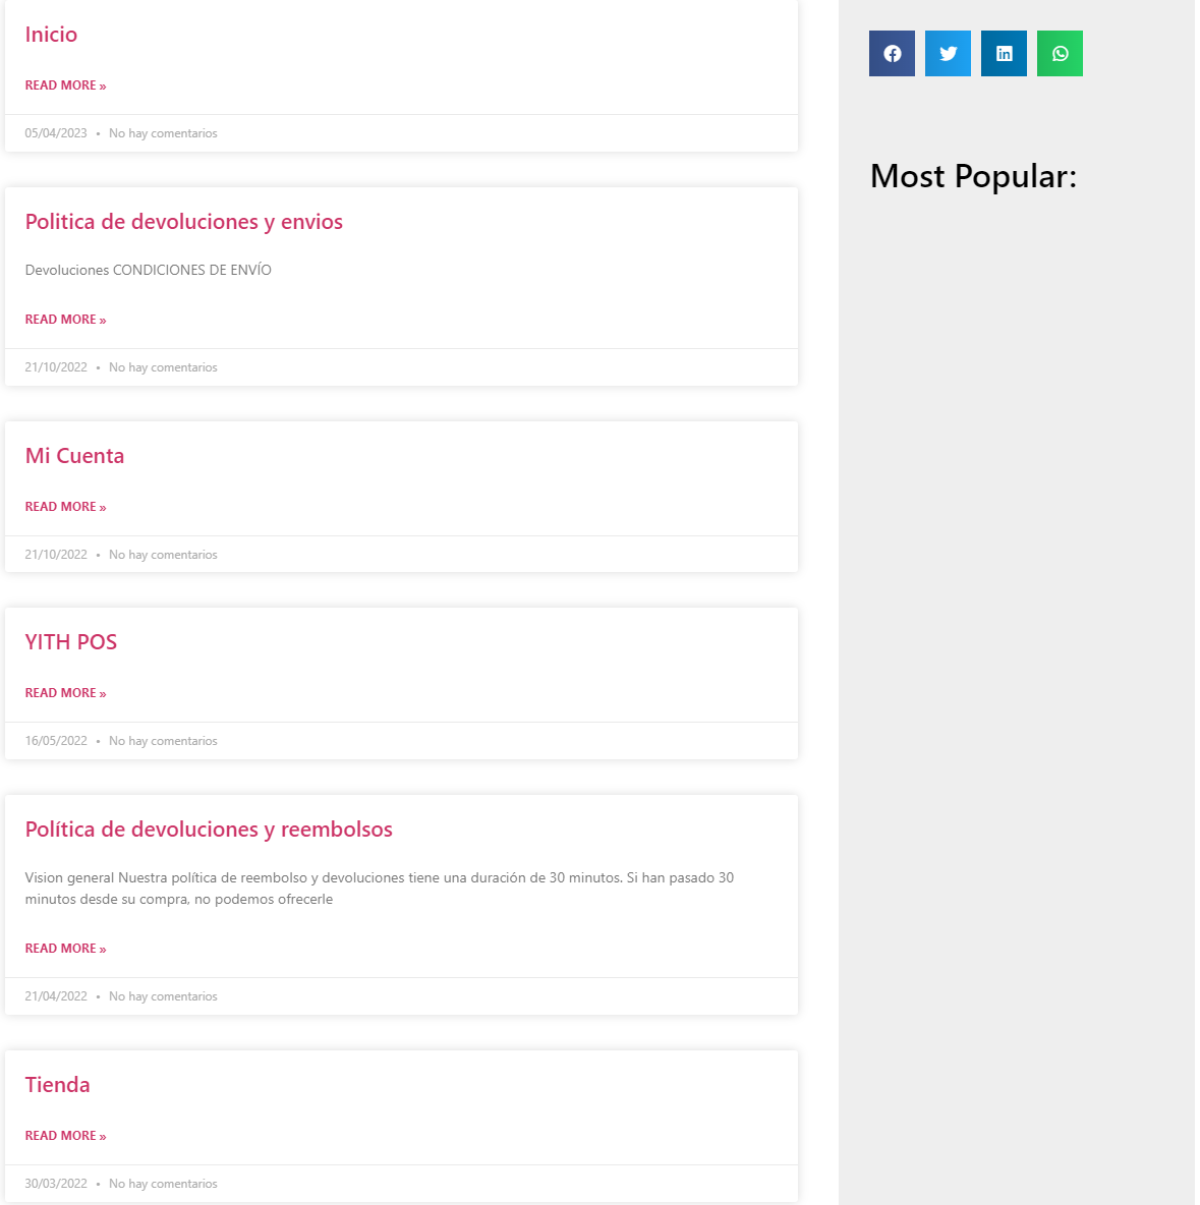 Inicio
READ MORE »
05/04/2023 • No hay comentarios
Politica de devoluciones y envios
Devoluciones CONDICIONES DE ENVÍO
READ MORE »
21/10/2022 • No hay comentarios
Mi Cuenta
READ MORE »
21/10/2022 • No hay comentarios
YITH POS
READ MORE »
16/05/2022 • No hay comentarios
Política de devoluciones y reembolsos
Vision general Nuestra política de reembolso y devoluciones tiene una duración de 30 minutos. Si han pasado 30
minutos desde su compra, no podemos ofrecerle
READ MORE »
21/04/2022 • No hay comentarios
Tienda
READ MORE »
30/03/2022 • No hay comentarios
Most Popular: